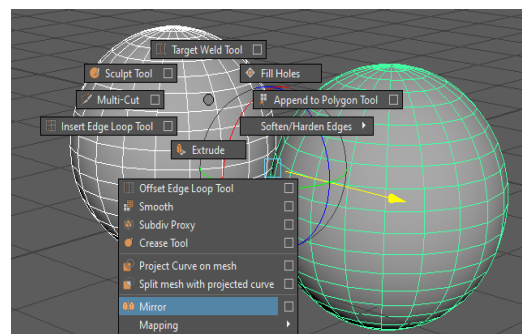 Target Weld Tool
Sculpt Tool
Fill Holes
Multi-Cut
Append to Polygon Tool
Insert Edge Loop Tool
Soften/Harden Edges
Extrude
Offset Edge Loop Tool
Smooth
Subdiv Proxy
Crease Tool
Project Curve on mesh
Split mesh with projected curve
Mirror
Mapping